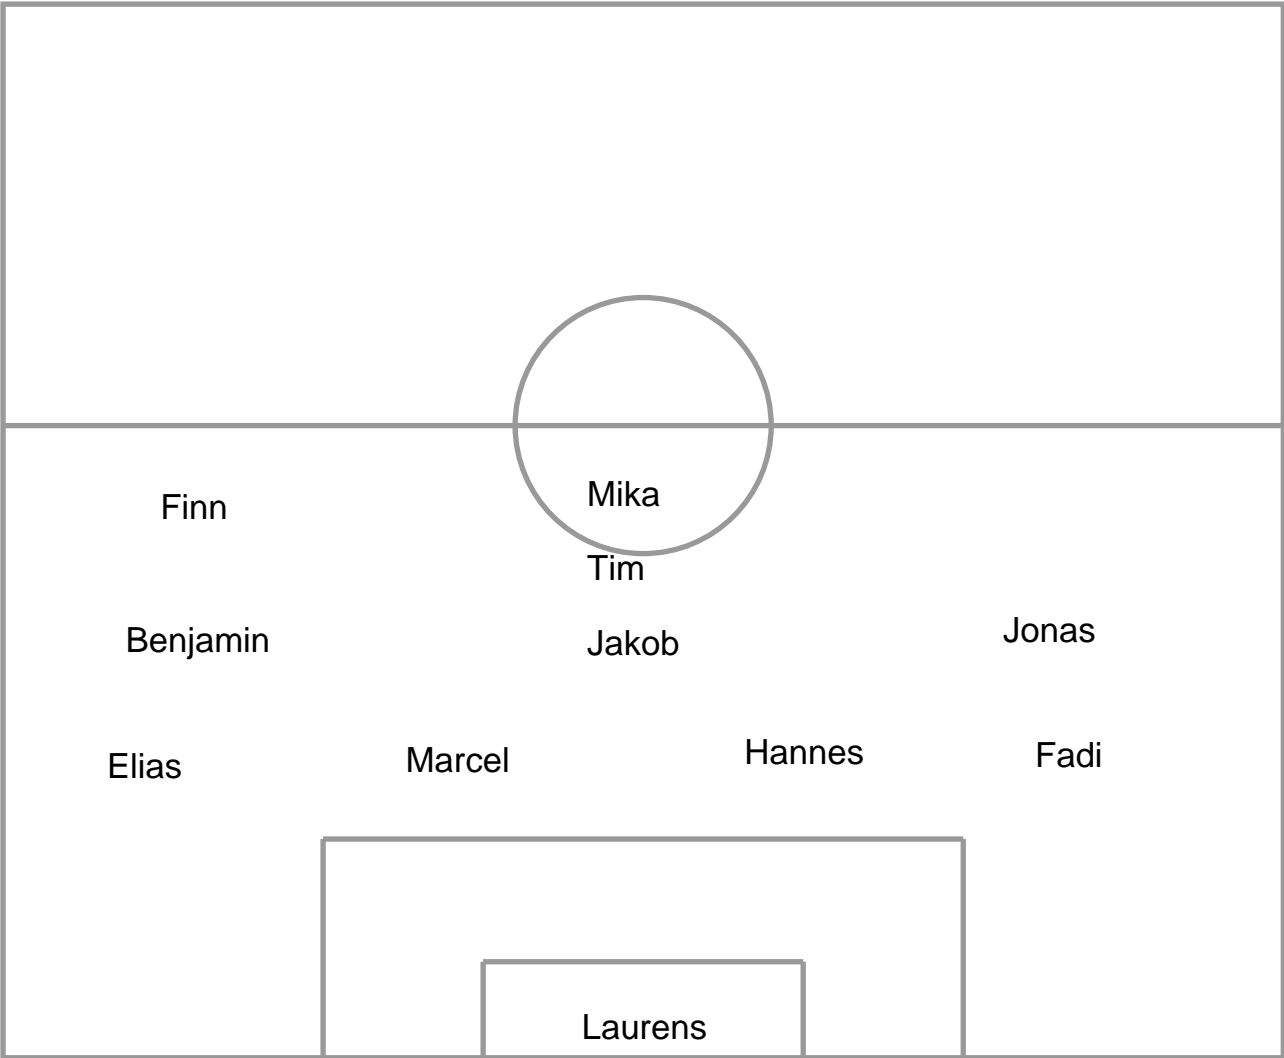 Mika
Finn
Tim
Jonas
Benjamin
Jakob
Hannes
Fadi
Marcel
Elias
Laurens